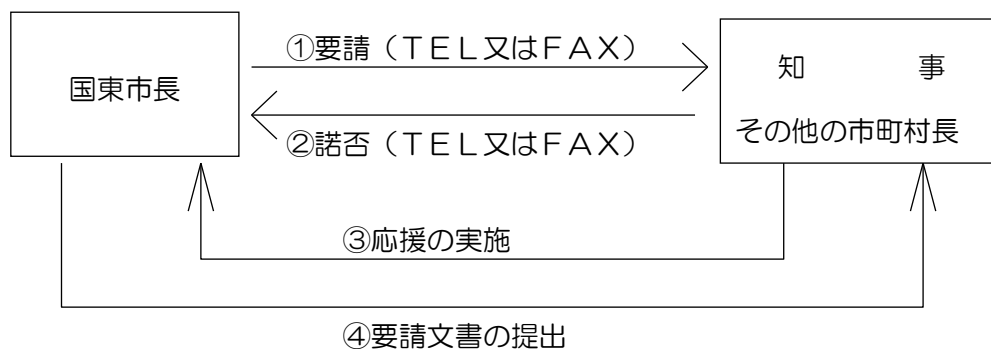 ①要請（ＴＥＬ又はＦＡＸ）
国東市長
知　　　事
その他の市町村長
②諾否（ＴＥＬ又はＦＡＸ）
③応援の実施
④要請文書の提出